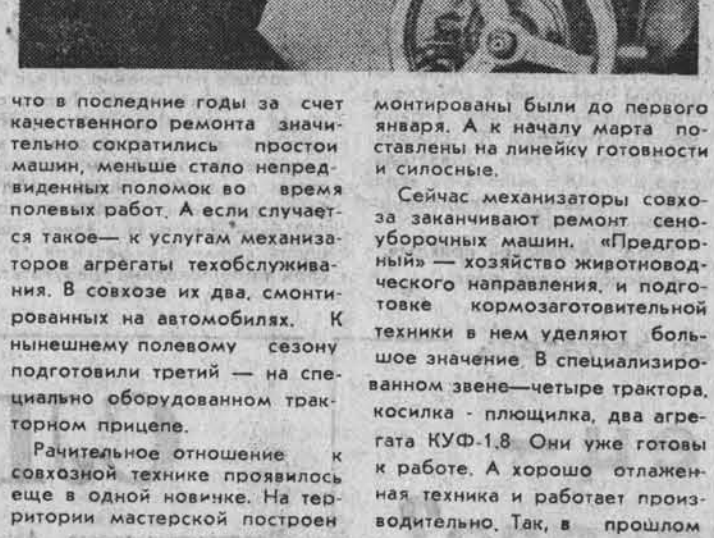 что в последние годы за счет
качественного ремонта значи-
тельно сократились простои
машин, меньше стало непред-
виденных поломок во время
полевых работ. А если случает-
ся такое— к услугам механиза-
торов агрегаты техобслужива-
ния. В совхозе их два, смонти-
рованных на автомобилях. К
нынешнему полевому сезону
подготовили третий — на спе-
циально оборудованном трак-
торном прицепе.
Рачительное отношение к
совхозной технике проявилось
еще в одной новинке. На тер-
ритории мастерской построен
монтированы были до первого
января. А к началу марта по-
ставлены на линейку готовности
и силосные.
Сейчас механизаторы совхо-
за заканчивают ремонт сено-
уборочных машин. «Предгор-
ный» — хозяйство животновод-
ческого направления, и подго-
товке кормозаготовительной
техники в нем уделяют боль-
шое значение. В специализиро-
ванном звене—четыре трактора,
косилка - плющилка, два агре-
гата КУФ-1,8 Они уже готовы
к работе. А хорошо отлажен-
ная техника и работает произ-
водительно. Так, в прошлом